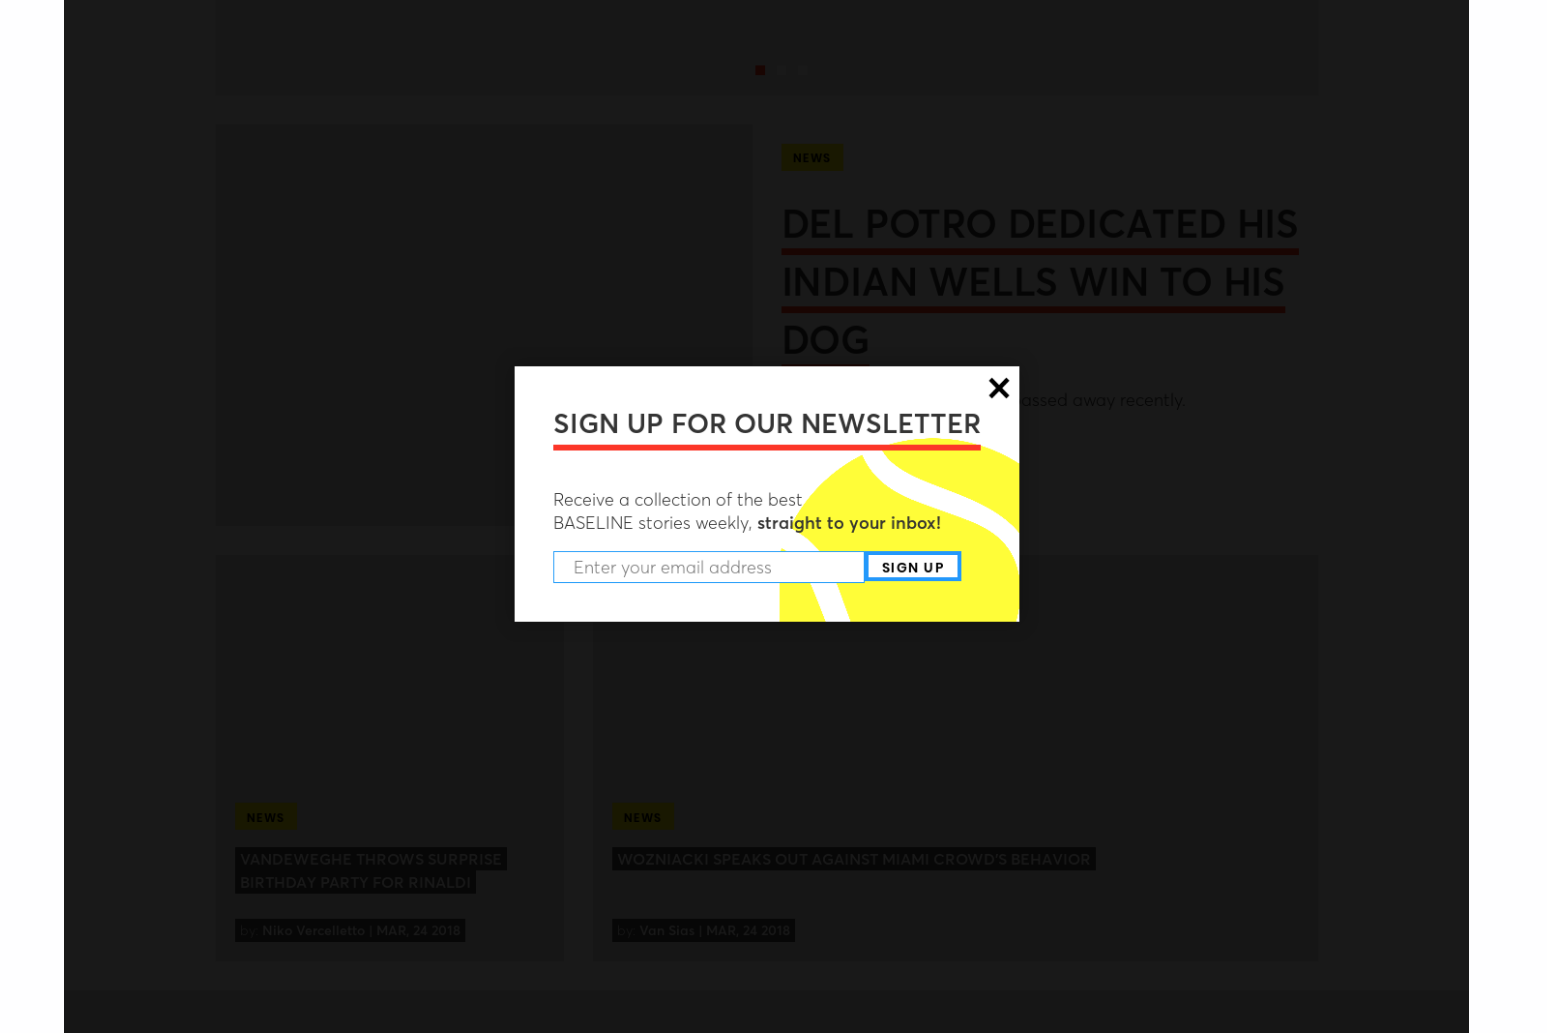 NEWS
DEL POTRO DEDICATED HIS
INDIAN WELLS WIN TO HIS
DOG
assed away recently.
SIGN UP FOR OUR NEWSLETTER
Receive a collection of the best
BASELINE stories weekly, straight to your inbox!
Enter your email address
SIGN UP
NEWS
VANDEWEGHE THROWS SURPRISE
BIRTHDAY PARTY FOR RINALDI
by: Niko Vercelletto | MAR, 24 2018
NEWS
WOZNIACKI SPEAKS OUT AGAINST MIAMI CROWD'S BEHAVIOR
by: Van Sias | MAR, 24 2018